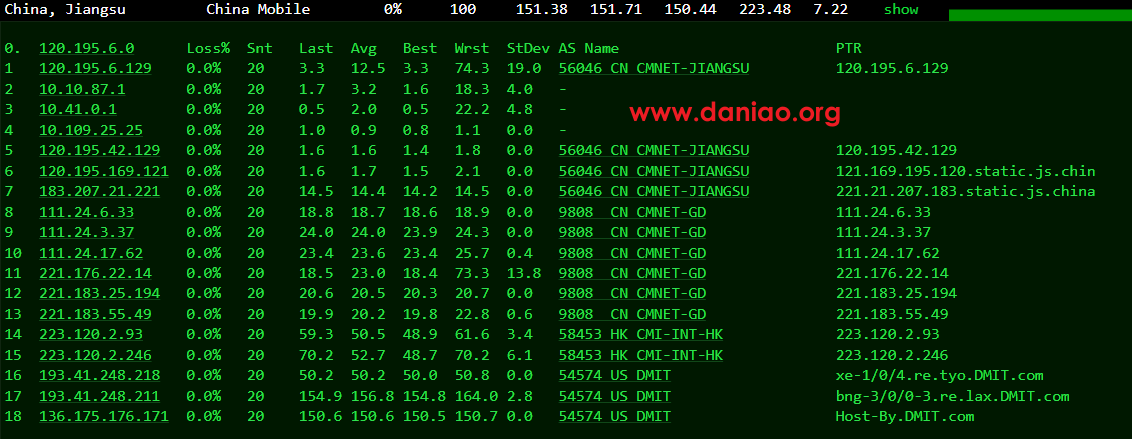 China, Jiangsu China Mobile 0% 100 151.38 151.71 150.44 223.48 7.22 show
0. 120.195.6.0 Loss% Snt Last Avg Best Wrst StDev AS Name PTR
1 120.195.6.129 0.0% 20 3.3 12.5 3.3 74.3 19.0 56046 CN CMNET-JIANGSU 120.195.6.129
2 10.10.87.1 0.0% 20 1.7 3.2 1.6 18.3 4.0 -
3 10.41.0.1 0.0% 20 0.5 2.0 0.5 22.2 4.8 -
www.daniao.org
4 10.109.25.25 0.0% 20 1.0 0.9 0.8 1.1 0.0 -
5 120.195.42.129 0.0% 20 1.6 1.6 1.4 1.8 0.0 56046 CN CMNET-JIANGSU 120.195.42.129
6 120.195.169.121 0.0% 20 1.6 1.7 1.5 2.1 0.0 56046 CN CMNET-JIANGSU 121.169.195.120.static.js.chin
7 183.207.21.221 0.0% 20 14.5 14.4 14.2 14.5 0.0 56046 CN CMNET-JIANGSU 221.21.207.183.static.js.china
8 111.24.6.33 0.0% 20 18.8 18.7 18.6 18.9 0.0 9808 CN CMNET-GD 111.24.6.33
9 111.24.3.37 0.0% 20 24.0 24.0 23.9 24.3 0.0 9808 CN CMNET-GD 111.24.3.37
10 111.24.17.62 0.0% 20 23.4 23.6 23.4 25.7 0.4 9808 CN CMNET-GD 111.24.17.62
11 221.176.22.14 0.0% 20 18.5 23.0 18.4 73.3 13.8 9808 CN CMNET-GD 221.176.22.14
12 221.183.25.194 0.0% 20 20.6 20.5 20.3 20.7 0.0 9808 CN CMNET-GD 221.183.25.194
13 221.183.55.49 0.0% 20 19.9 20.2 19.8 22.8 0.6 9808 CN CMNET-GD 221.183.55.49
14 223.120.2.93 0.0% 20 59.3 50.5 48.9 61.6 3.4 58453 HK CMI-INT-HK 223.120.2.93
15 223.120.2.246 0.0% 20 70.2 52.7 48.7 70.2 6.1 58453 HK CMI-INT-HK 223.120.2.246
16 193.41.248.218 0.0% 20 50.2 50.2 50.0 50.8 0.0 54574 US DMIT xe-1/0/4.re.tyo.DMIT.com
17 193.41.248.211 0.0% 20 154.9 156.8 154.8 164.0 2.8 54574 US DMIT bng-3/0/0-3.re.lax.DMIT.com
18 136.175.176.171 0.0% 20 150.6 150.6 150.5 150.7 0.0 54574 US DMIT Host-By.DMIT.com